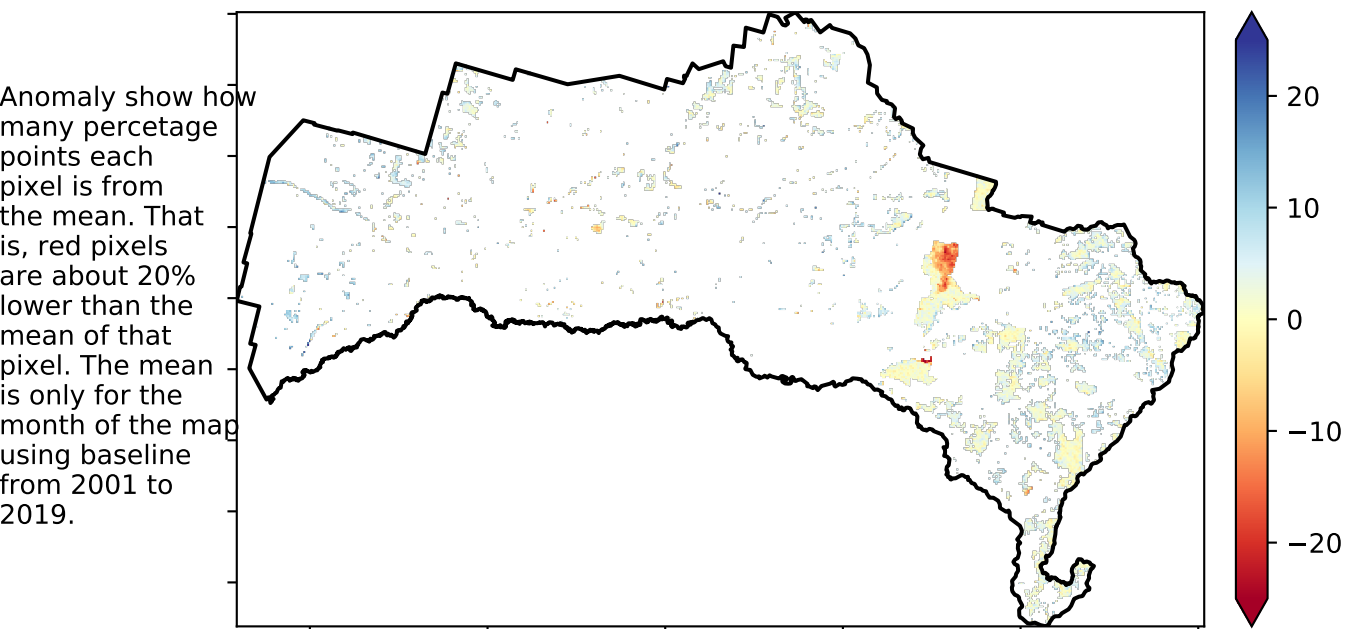 Anomaly show how
many percetage
points each
pixel is from
the mean. That
is, red pixels
are about 20%
lower than the
mean of that
pixel. The mean
is only for the
month of the map
using baseline
from 2001 to
2019.
20
10
0
−10
−20